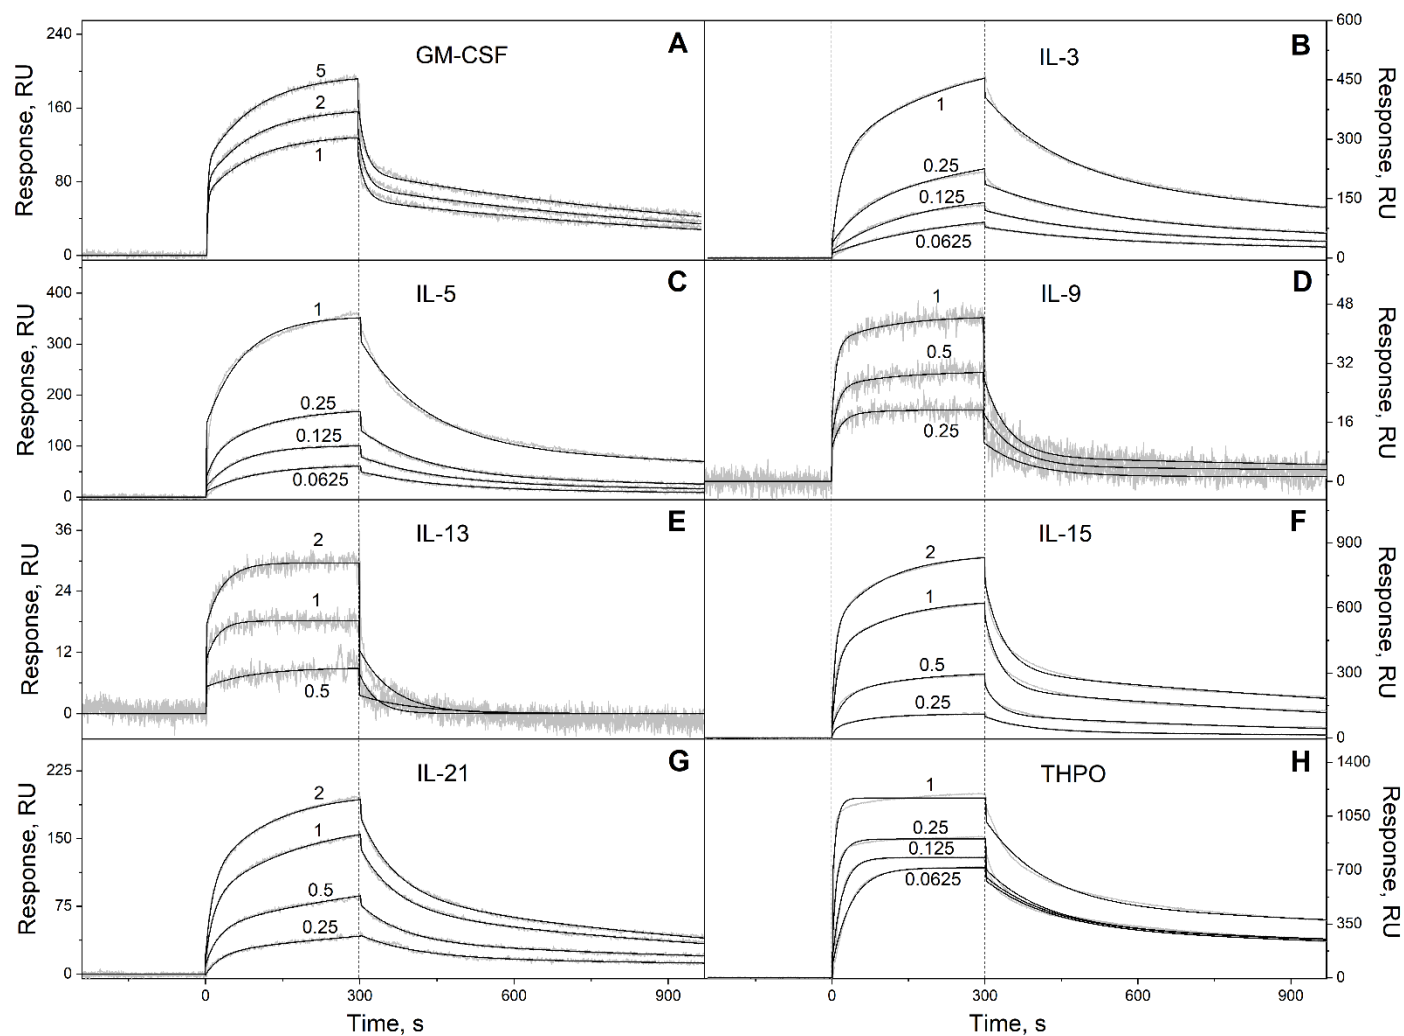 GM-CSF
A
240
160
80
0
Response, RU
5
2
1
IL-3
B
600
450
300
150
0
Response, RU
1
0.25
0.125
0.0625
IL-5
C
400
300
200
100
0
Response, RU
1
0.25
0.125
0.0625
IL-9
D
48
32
16
0
Response, RU
1
0.5
0.25
IL-13
E
36
24
12
0
Response, RU
2
1
0.5
IL-15
F
900
600
300
0
Response, RU
2
1
0.5
0.25
IL-21
G
225
150
75
0
Response, RU
2
1
0.5
0.25
0
300
600
900
Time, s
THPO
H
1400
1050
700
350
0
Response, RU
1
0.25
0.125
0.0625
0
300
600
900
Time, s